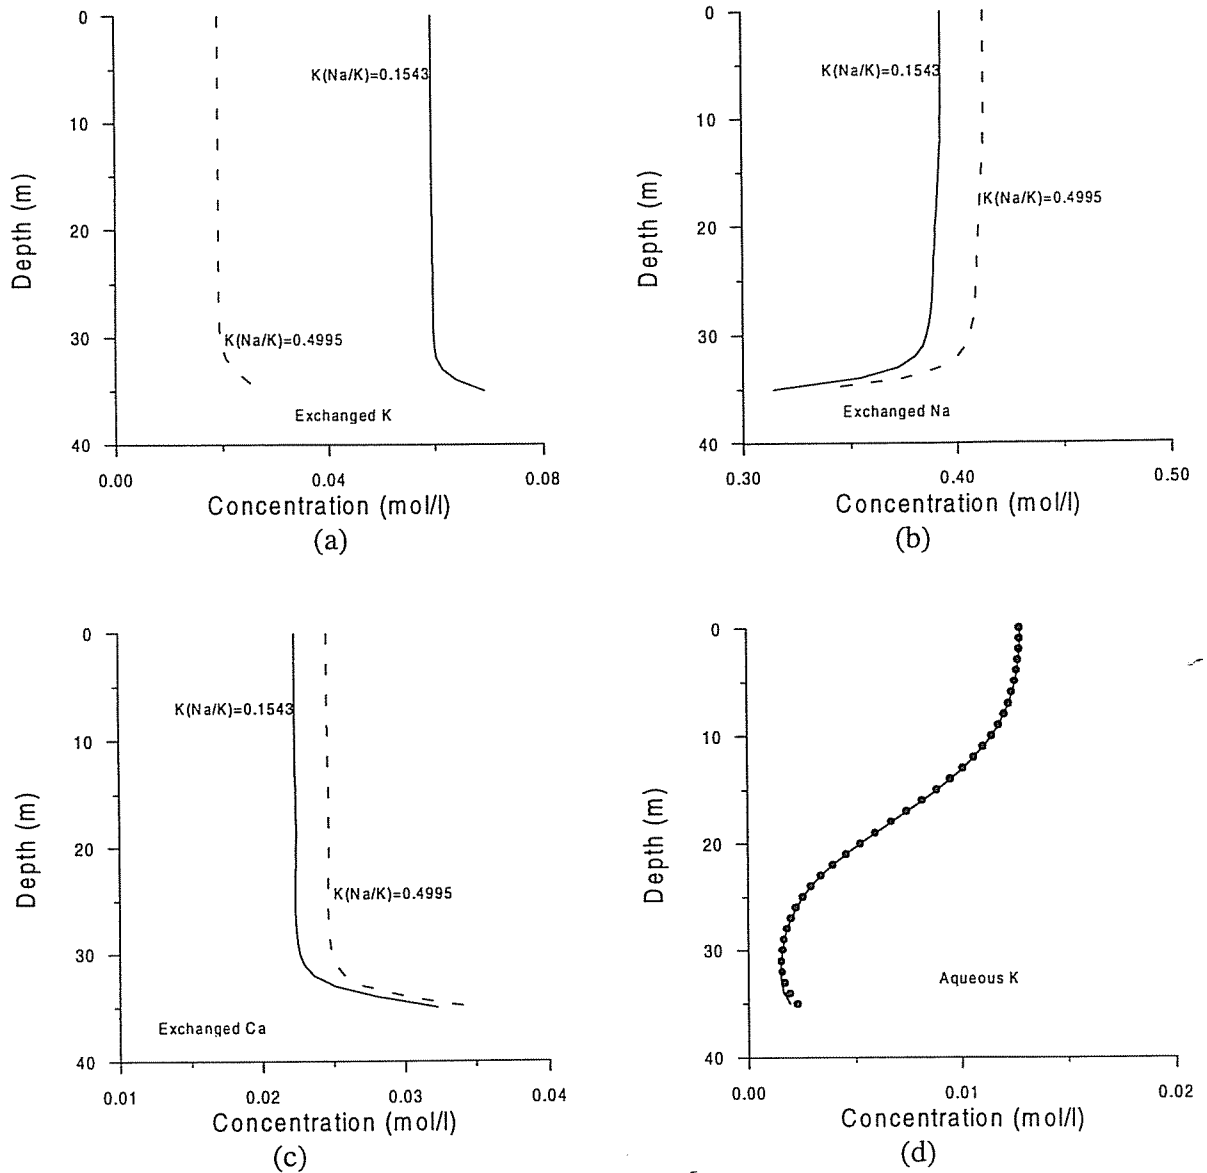 0
10
20
30
40
Depth (m)
K(Na/K)=0.1543
K(Na/K)=0.4995
Exchanged K
0.00
0.04
0.08
Concentration (mol/l)
(a)
0
10
20
30
40
Depth (m)
K(Na/K)=0.1543
K(Na/K)=0.4995
Exchanged Na
0.30
0.40
0.50
Concentration (mol/l)
(b)
0
10
20
30
40
Depth (m)
K(Na/K)=0.1543
K(Na/K)=0.4995
Exchanged Ca
0.01
0.02
0.03
0.04
Concentration (mol/l)
(c)
0
10
20
30
40
Depth (m)
Aqueous K
0.00
0.01
0.02
Concentration (mol/l)
(d)